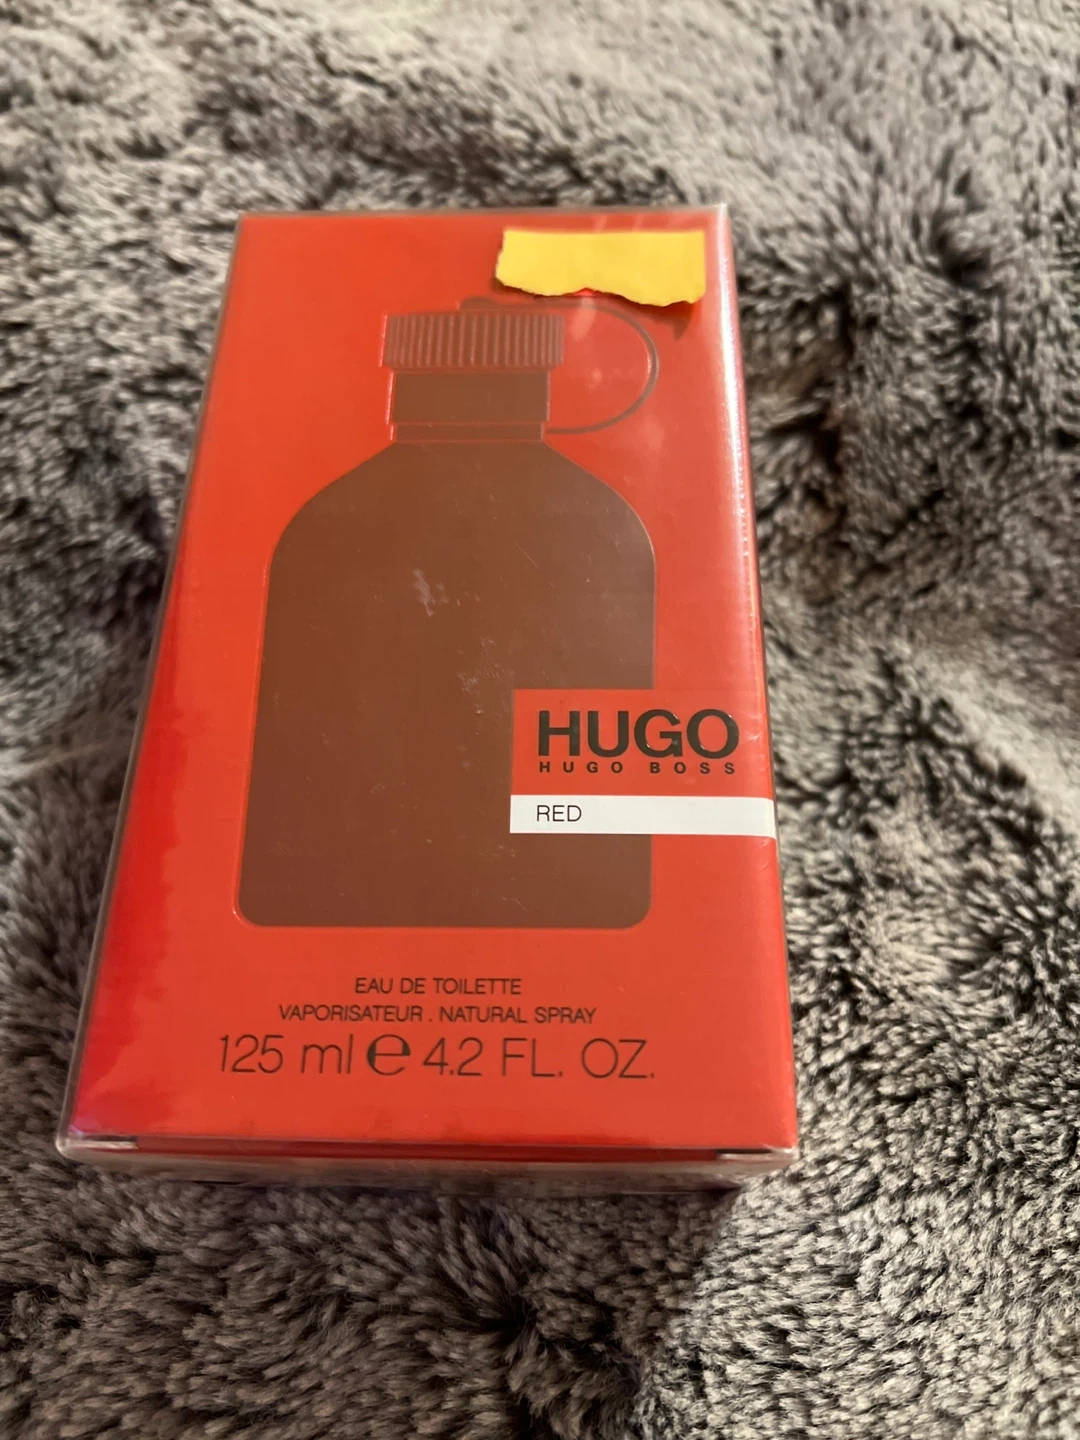 HUGO
HUGO BOSS
RED
EAU DE TOILETTE
VAPORISATEUR . NATURAL SPRAY
125 ml e 4.2 FL. OZ.